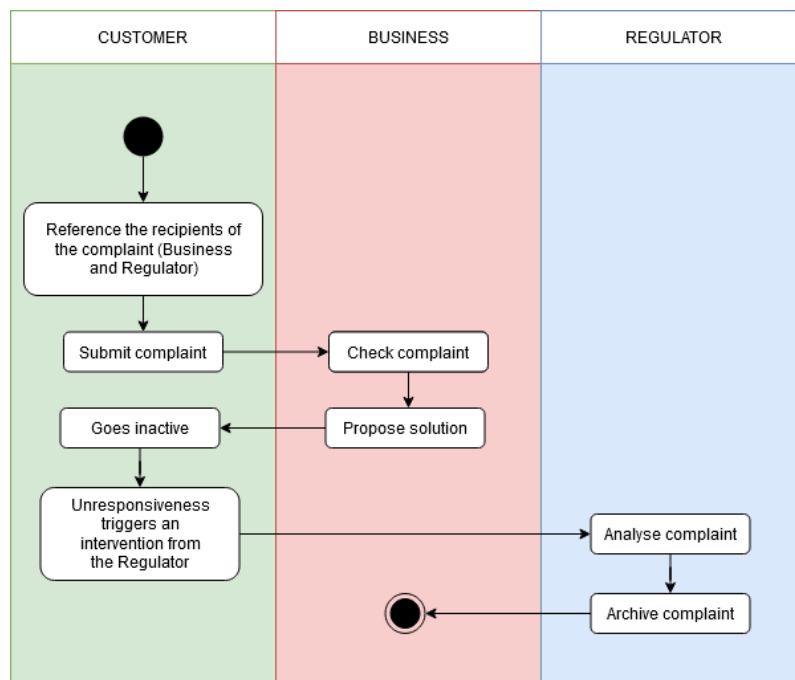 CUSTOMER
BUSINESS
REGULATOR
Reference the recipients of
the complaint (Business
and Regulator)
Submit complaint
Check complaint
Goes inactive
Propose solution
Unresponsiveness
triggers an
intervention from
the Regulator
Analyse complaint
Archive complaint